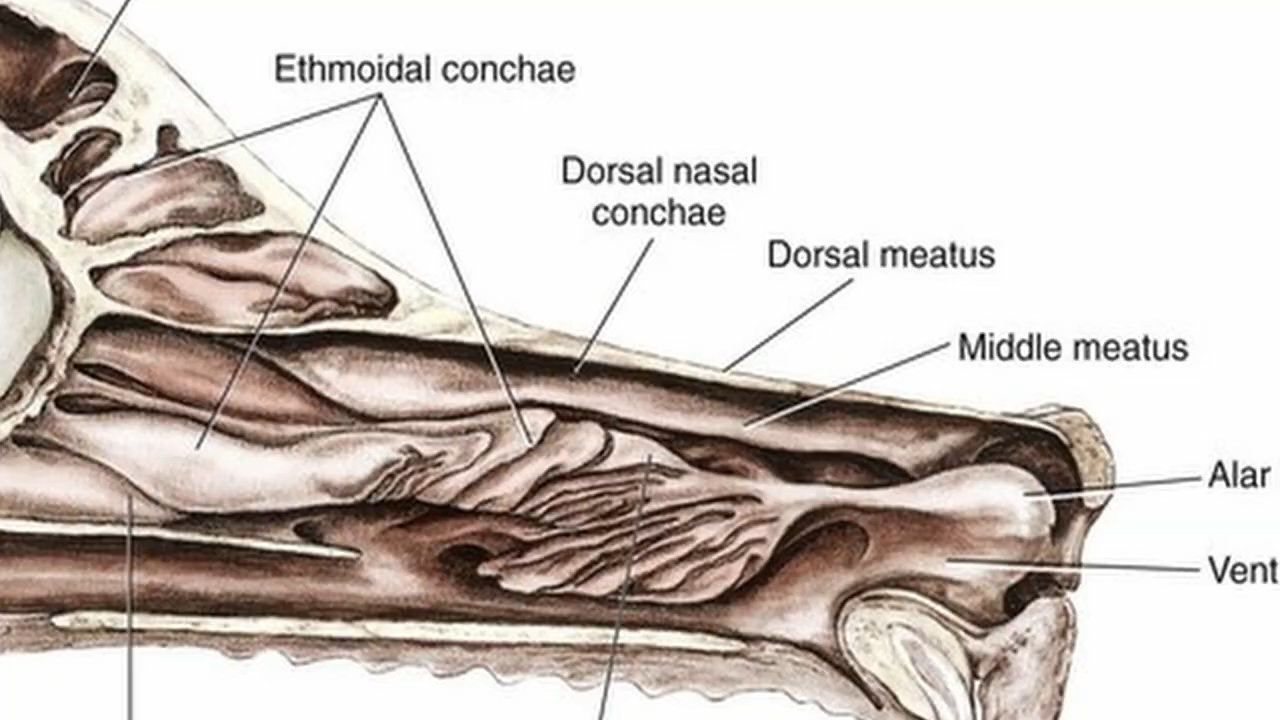 Ethmoidal conchae
Dorsal nasal
conchae
Dorsal meatus
Middle meatus
Alar
Vent